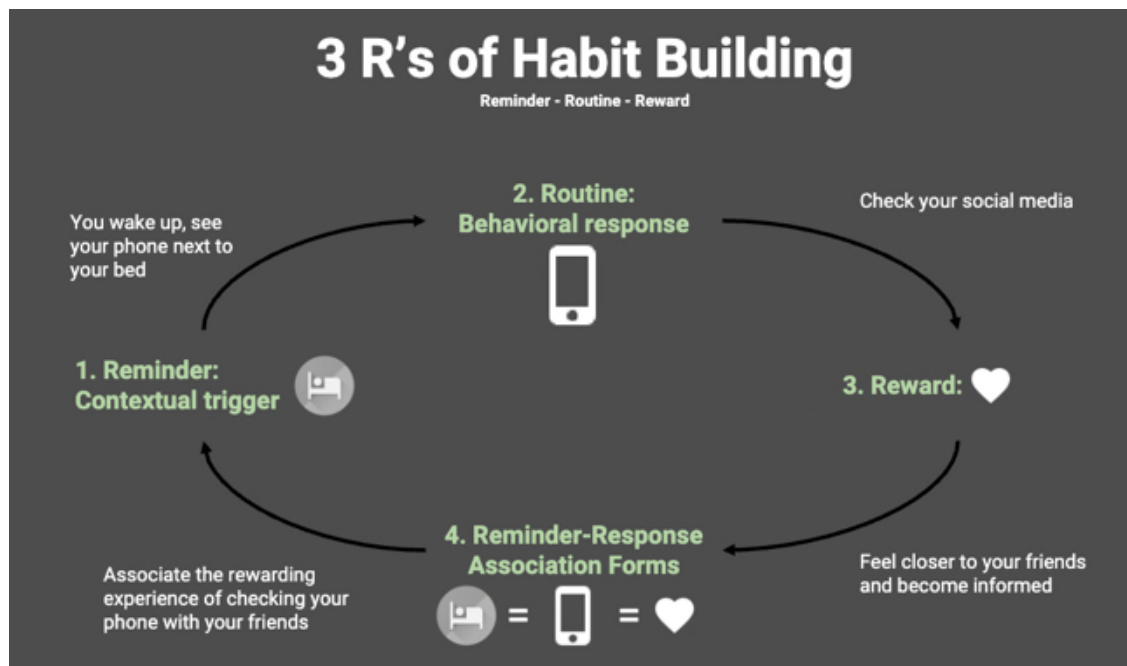 3 R's of Habit Building
Reminder - Routine - Reward
2. Routine:
Behavioral response
Check your social media
You wake up, see
your phone next to
your bed
1. Reminder:
Contextual trigger
3. Reward:
4. Reminder-Response
Association Forms
= =
Feel closer to your friends
and become informed
Associate the rewarding
experience of checking your
phone with your friends